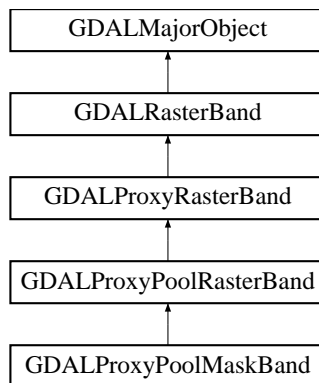 GDALMajorObject
GDALRasterBand
GDALProxyRasterBand
GDALProxyPoolRasterBand
GDALProxyPoolMaskBand